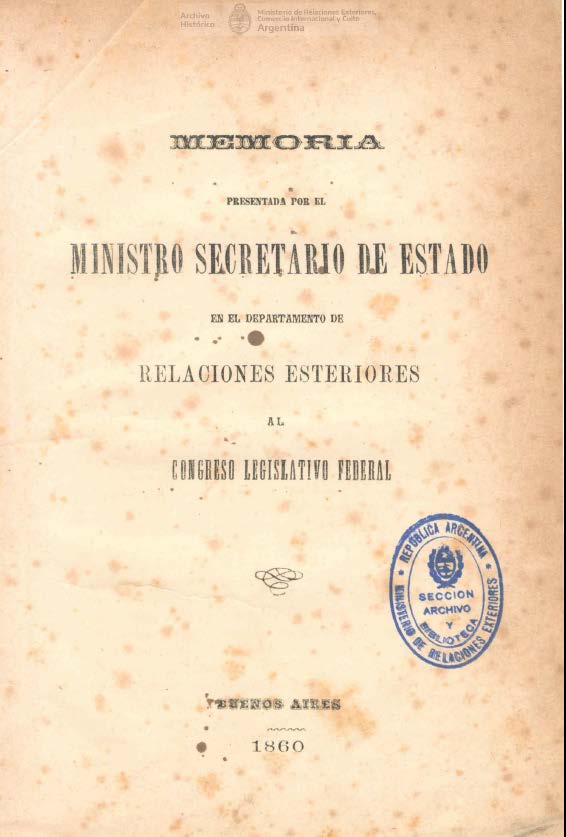 Archivo
Histórico
Ministerio de Relaciones Exteriores,
Comercio Internacional y Culto
Argentina
MEMORIA
PRESENTADA POR EL
MINISTRO SECRETARIO DE ESTADO
EN EL DEPARTAMENTO DE
RELACIONES ESTERIORES
AL
CONGRESO LEGISLATIVO FEDERAL
REPÚBLICA ARGENTINA
SECCION
ARCHIVO
Y
BIBLIOTECA
MINISTERIO DE RELACIONES EXTERIORES
BUENOS AIRES
1860